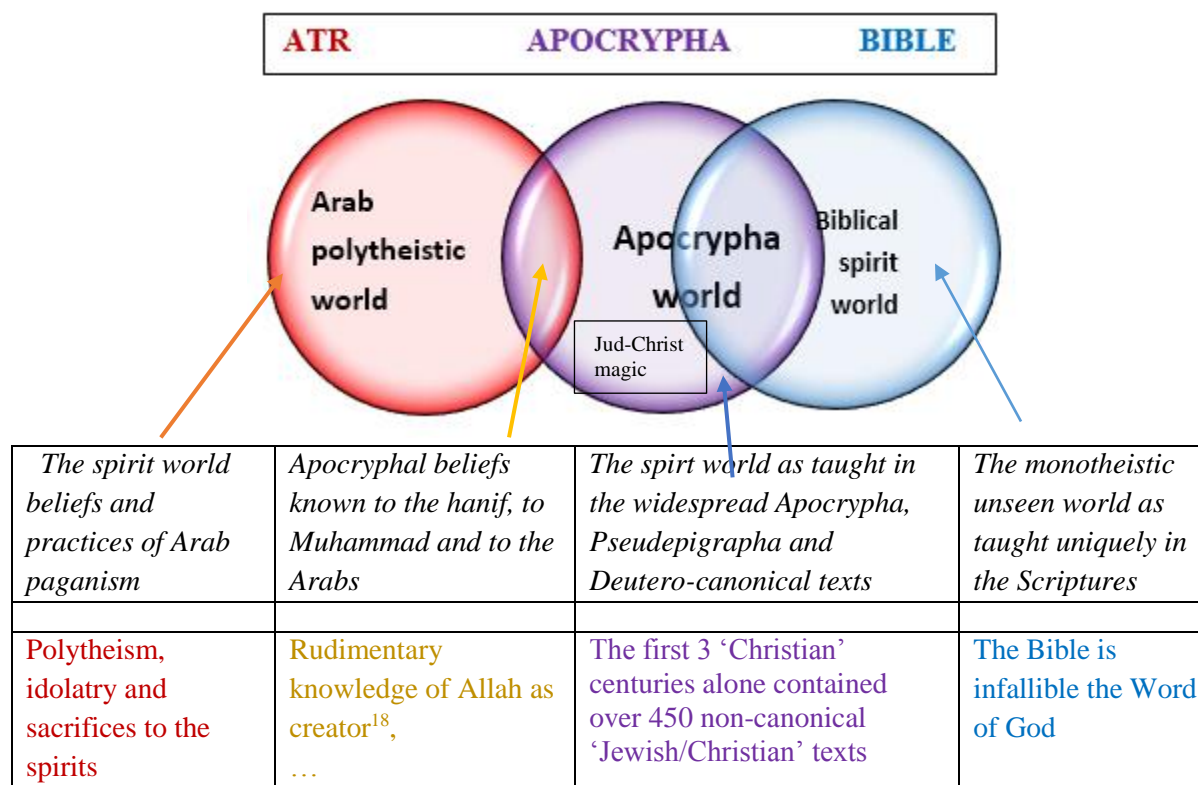 ATR APOCRYPHA BIBLE
Arab
polytheistic
world
Apocrypha
world
Biblical
spirit
world
Jud-Christ
magic
The spirit world
beliefs and
practices of Arab
paganism
Apocryphal beliefs
known to the hanif, to
Muhammad and to the
Arabs
The spirt world as taught in
the widespread Apocrypha,
Pseudepigrapha and
Deutero-canonical texts
The monotheistic
unseen world as
taught uniquely in
the Scriptures
Polytheism,
idolatry and
sacrifices to the
spirits
Rudimentary
knowledge of Allah as
creator18,
…
The first 3 ‘Christian’
centuries alone contained
over 450 non-canonical
‘Jewish/Christian’ texts
The Bible is
infallible the Word
of God